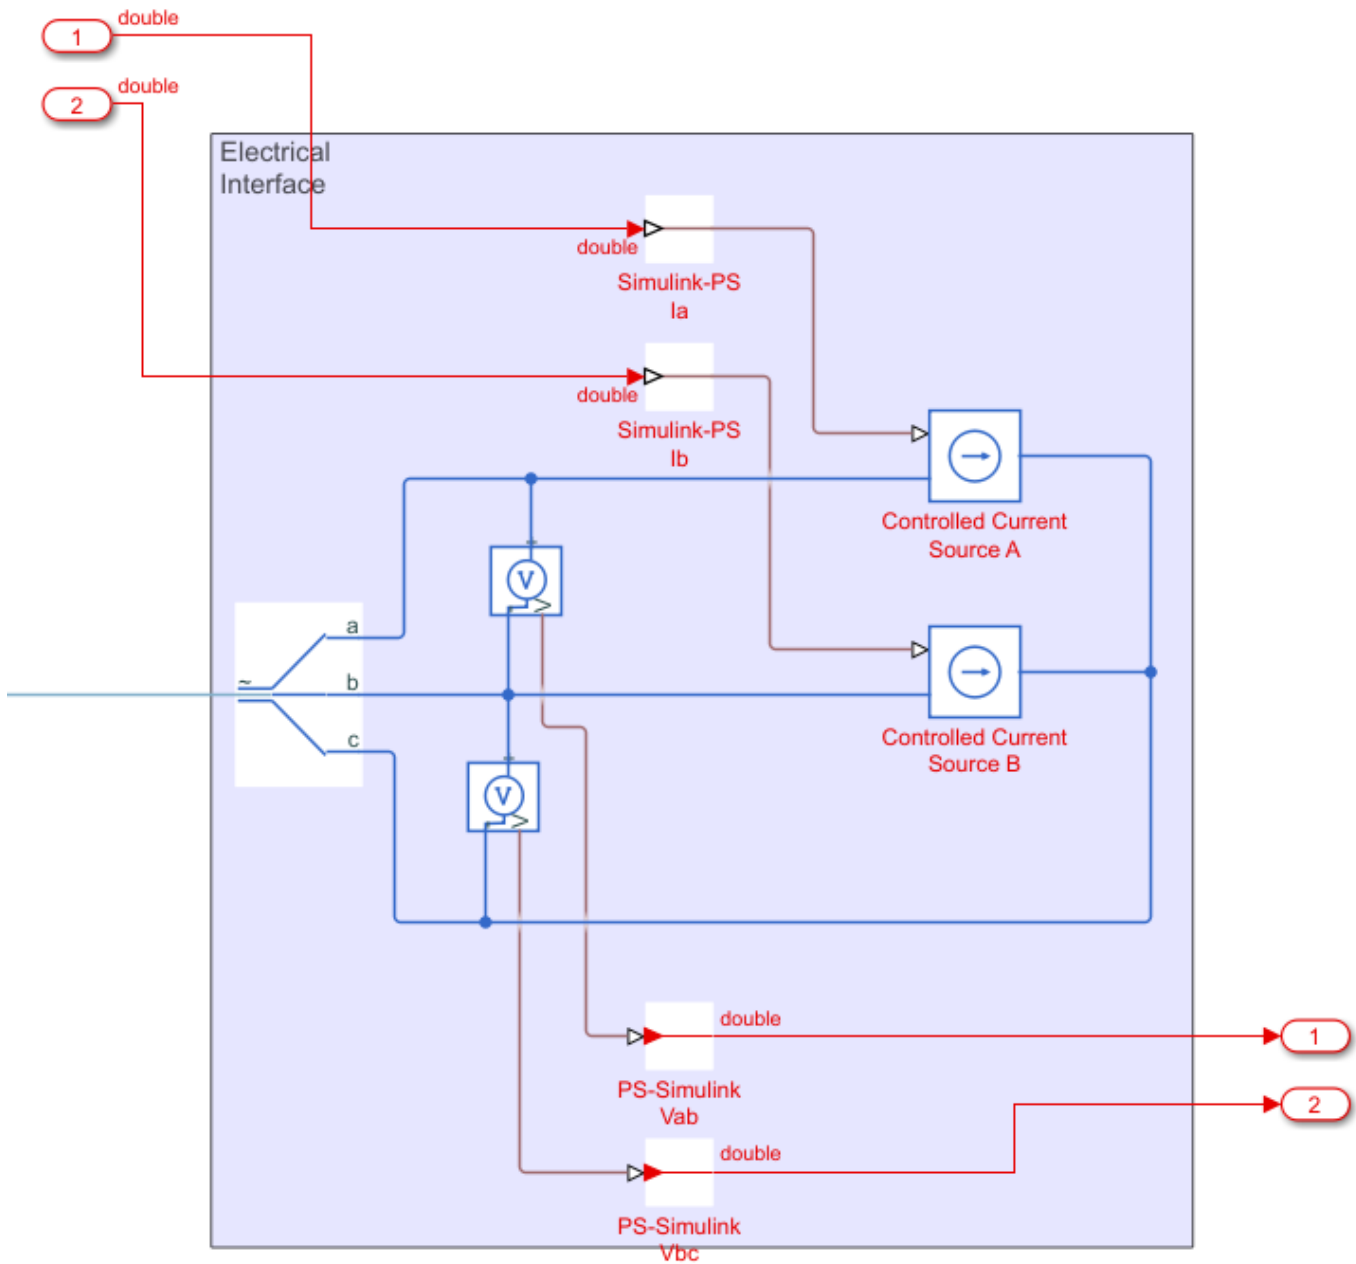 double
1
double
2
Electrical
Interface
double
Simulink-PS
Ia
double
Simulink-PS
Ib
Controlled Current
Source A
V
a
~
b
c
Controlled Current
Source B
V
double
1
PS-Simulink
Vab
2
double
PS-Simulink
Vbc